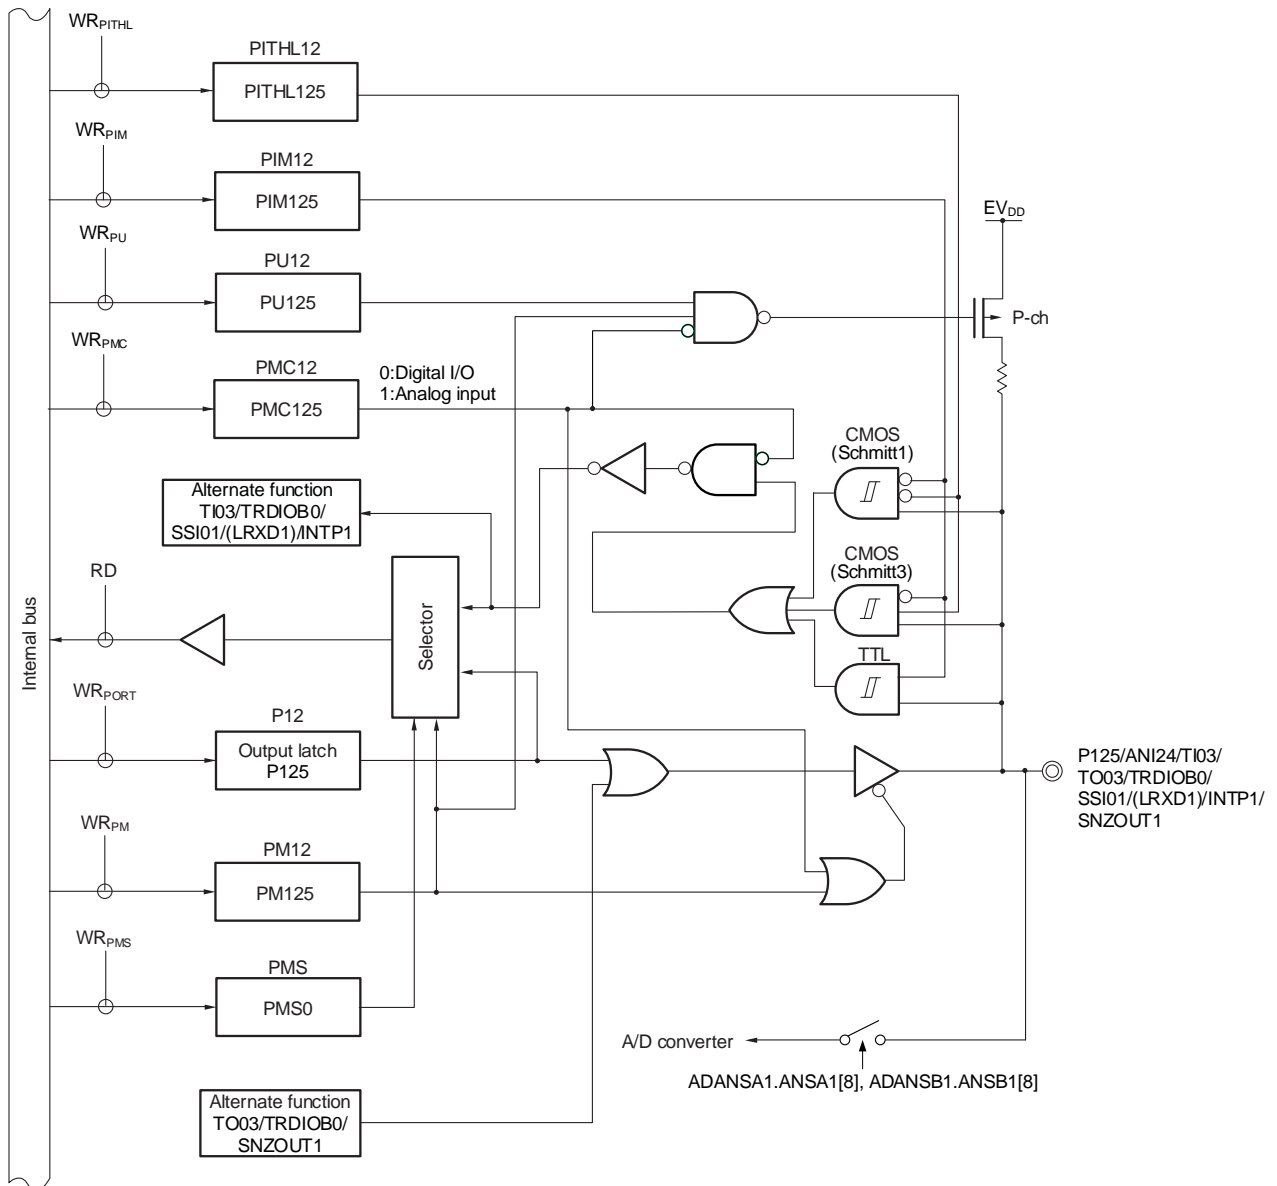 WRPITHL
PITHL12
PITHL125
WRPIM
PIM12
PIM125
WRPU
PU12
PU125
EVDD
P-ch
WRPMC
PMC12
PMC125
0:Digital I/O
1:Analog input
CMOS
(Schmitt1)
Alternate function
TI03/TRDIOB0/
SSI01/(LRXD1)/INTP1
CMOS
(Schmitt3)
RD
Selector
Internal bus
TTL
WRPORT
P12
Output latch
P125
P125/ANI24/TI03/
TO03/TRDIOB0/
SSI01/(LRXD1)/INTP1/
SNZOUT1
WRPM
PM12
PM125
WRPMS
PMS
PMS0
A/D converter
ADANSA1.ANSA1[8], ADANSB1.ANSB1[8]
Alternate function
TO03/TRDIOB0/
SNZOUT1